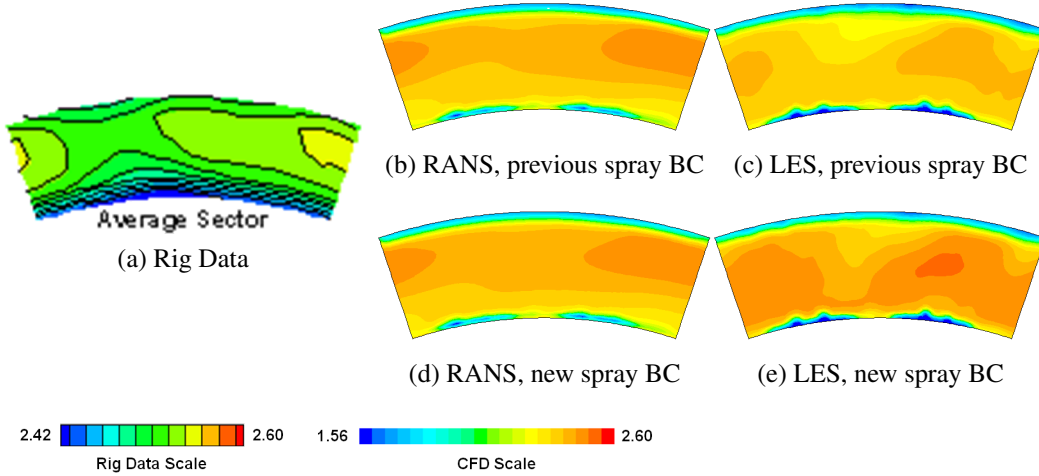 Average Sector
(a) Rig Data
(b) RANS, previous spray BC
(c) LES, previous spray BC
(d) RANS, new spray BC
(e) LES, new spray BC
2.42
2.60
Rig Data Scale
1.56
2.60
CFD Scale